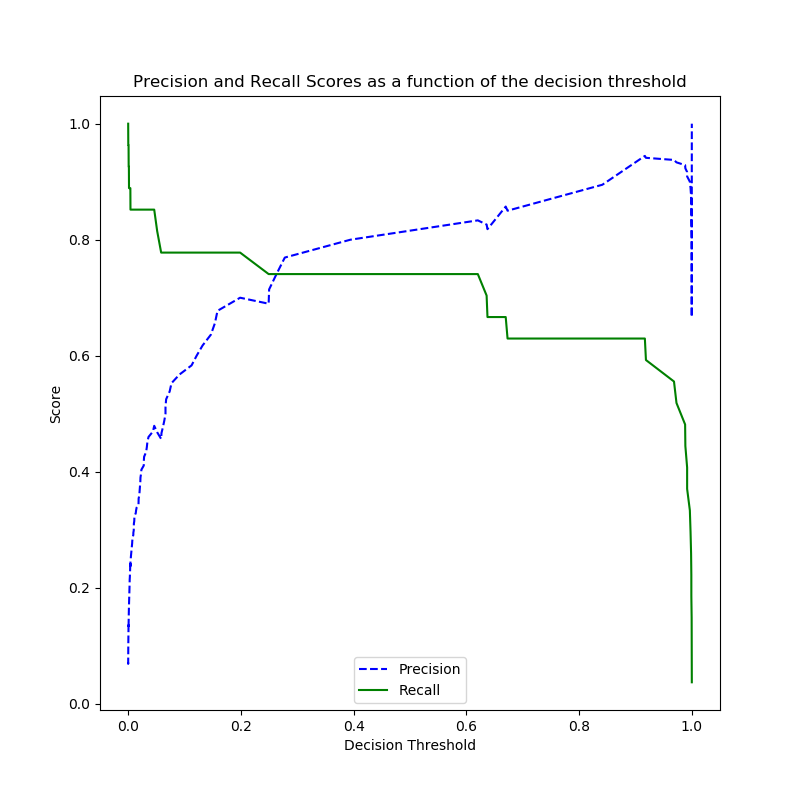 Precision and Recall Scores as a function of the decision threshold
1.0
0.8
0.6
0.4
0.2
0.0
Score
Precision
Recall
0.0 0.2 0.4 0.6 0.8 1.0
Decision Threshold